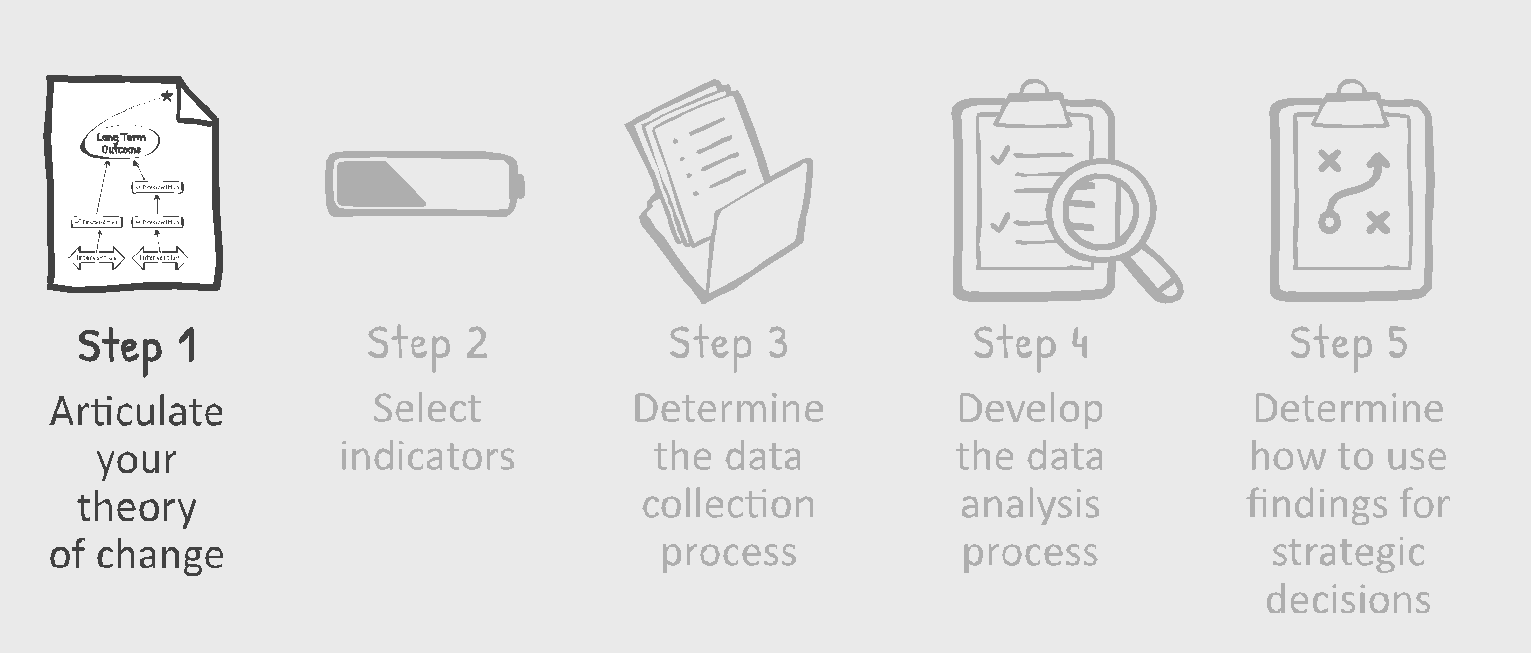 Long Term
Outcome
Step 1
Articulate
your
theory
of change
Step 2
Select
indicators
Step 3
Determine
the data
collection
process
Step 4
Develop
the data
analysis
process
Step 5
Determine
how to use
findings for
strategic
decisions